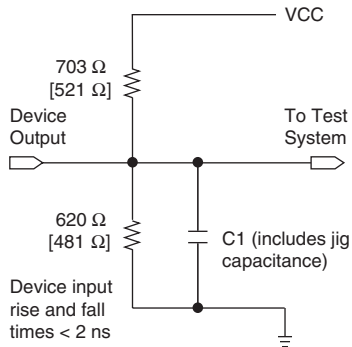 VCC
703 Ω
[521 Ω]
Device
Output
To Test
System
620 Ω
[481 Ω]
C1 (includes jig
capacitance)
Device input
rise and fall
times < 2 ns